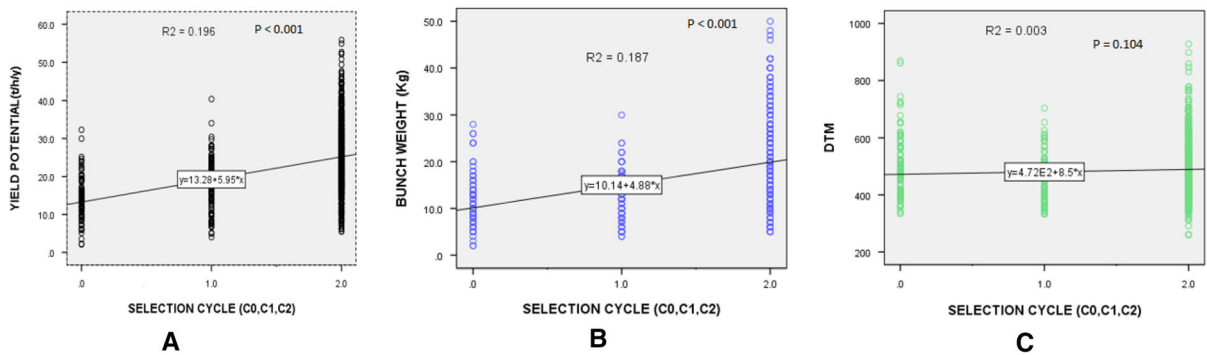 R2 = 0.196 P < 0.001
YIELD POTENTIAL(t/h/y)
60.0
50.0
40.0
30.0
20.0
10.0
.0
y=13.28+5.95*x
.0 1.0 2.0
SELECTION CYCLE (C0,C1,C2)
A
P < 0.001
R2 = 0.187
BUNCH WEIGHT (Kg)
50.0
40.0
30.0
20.0
10.0
.0
y=10.14+4.88*x
.0 1.0 2.0
SELECTION CYCLE (C0,C1,C2)
B
R2 = 0.003
P = 0.104
DTM
1000
800
600
400
200
y=4.72E2+8.5*x
.0 1.0 2.0
SELECTION CYCLE (C0,C1,C2)
C